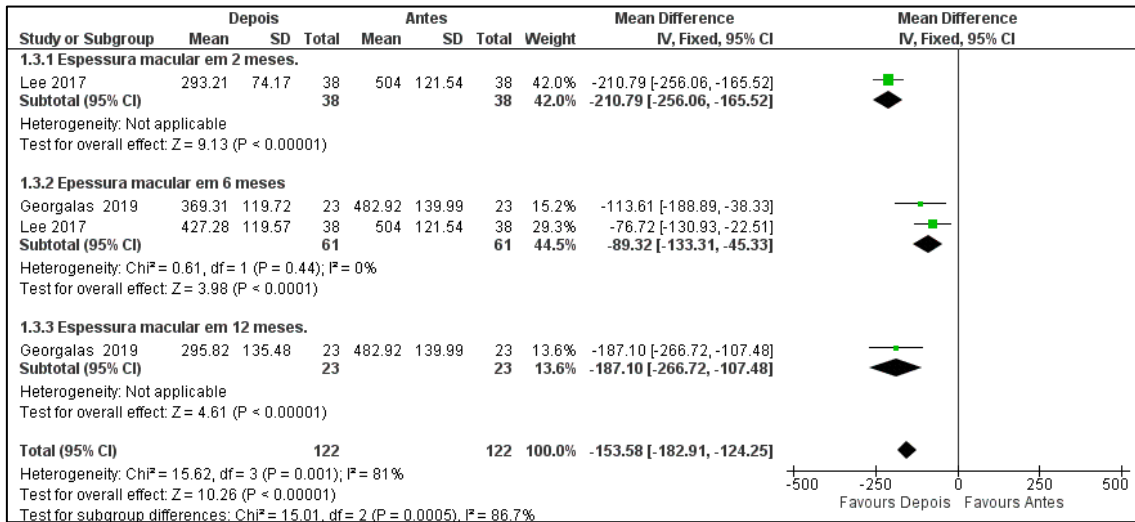 Depois Antes Mean Difference Mean Difference
Study or Subgroup Mean SD Total Mean SD Total Weight IV, Fixed, 95% CI IV, Fixed, 95% CI
1.3.1 Espessura macular em 2 meses.
Lee 2017 293.21 74.17 38 504 121.54 38 42.0% -210.79 [-256.06, -165.52]
Subtotal (95% CI) 38 38 42.0% -210.79 [-256.06, -165.52]
Heterogeneity: Not applicable
Test for overall effect: Z = 9.13 (P < 0.00001)
1.3.2 Epessura macular em 6 meses
Georgalas 2019 369.31 119.72 23 482.92 139.99 23 15.2% -113.61 [-188.89, -38.33]
Lee 2017 427.28 119.57 38 504 121.54 38 29.3% -76.72 [-130.93, -22.51]
Subtotal (95% CI) 61 61 44.5% -89.32 [-133.31, -45.33]
Heterogeneity: Chi² = 0.61, df = 1 (P = 0.44); I² = 0%
Test for overall effect: Z = 3.98 (P < 0.0001)
1.3.3 Espessura macular em 12 meses.
Georgalas 2019 295.82 135.48 23 482.92 139.99 23 13.6% -187.10 [-266.72, -107.48]
Subtotal (95% CI) 23 23 13.6% -187.10 [-266.72, -107.48]
Heterogeneity: Not applicable
Test for overall effect: Z = 4.61 (P < 0.00001)
Total (95% CI) 122 122 100.0% -153.58 [-182.91, -124.25]
Heterogeneity: Chi² = 15.62, df = 3 (P = 0.001); I² = 81%
Test for overall effect: Z = 10.26 (P < 0.00001)
Test for subgroup differences: Chi² = 15.01, df = 2 (P = 0.0005), I² = 86.7%
-500 -250 0 250 500
Favours Depois Favours Antes